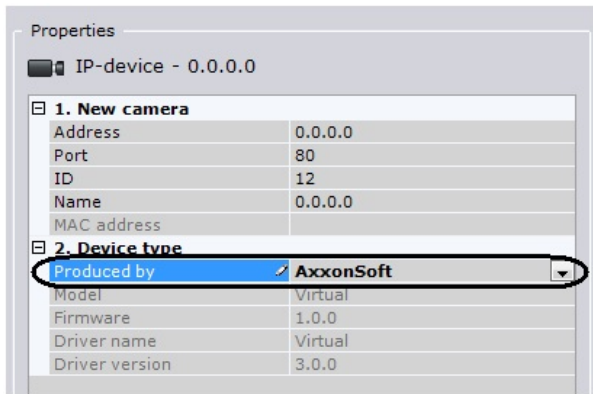 Properties
IP-device - 0.0.0.0
1. New camera
Address 0.0.0.0
Port 80
ID 12
Name 0.0.0.0
MAC address
2. Device type
Produced by AxxonSoft
Model Virtual
Firmware 1.0.0
Driver name Virtual
Driver version 3.0.0